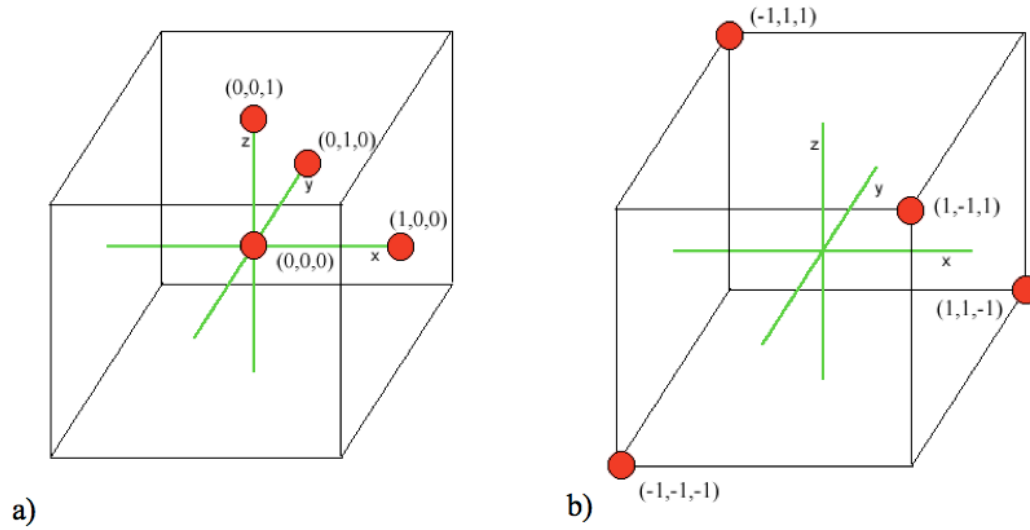 (0,0,1)
z
(0,1,0)
y
(1,0,0)
x
(0,0,0)
a)
(-1,1,1)
z
y
(1,-1,1)
x
(1,1,-1)
(-1,-1,-1)
b)